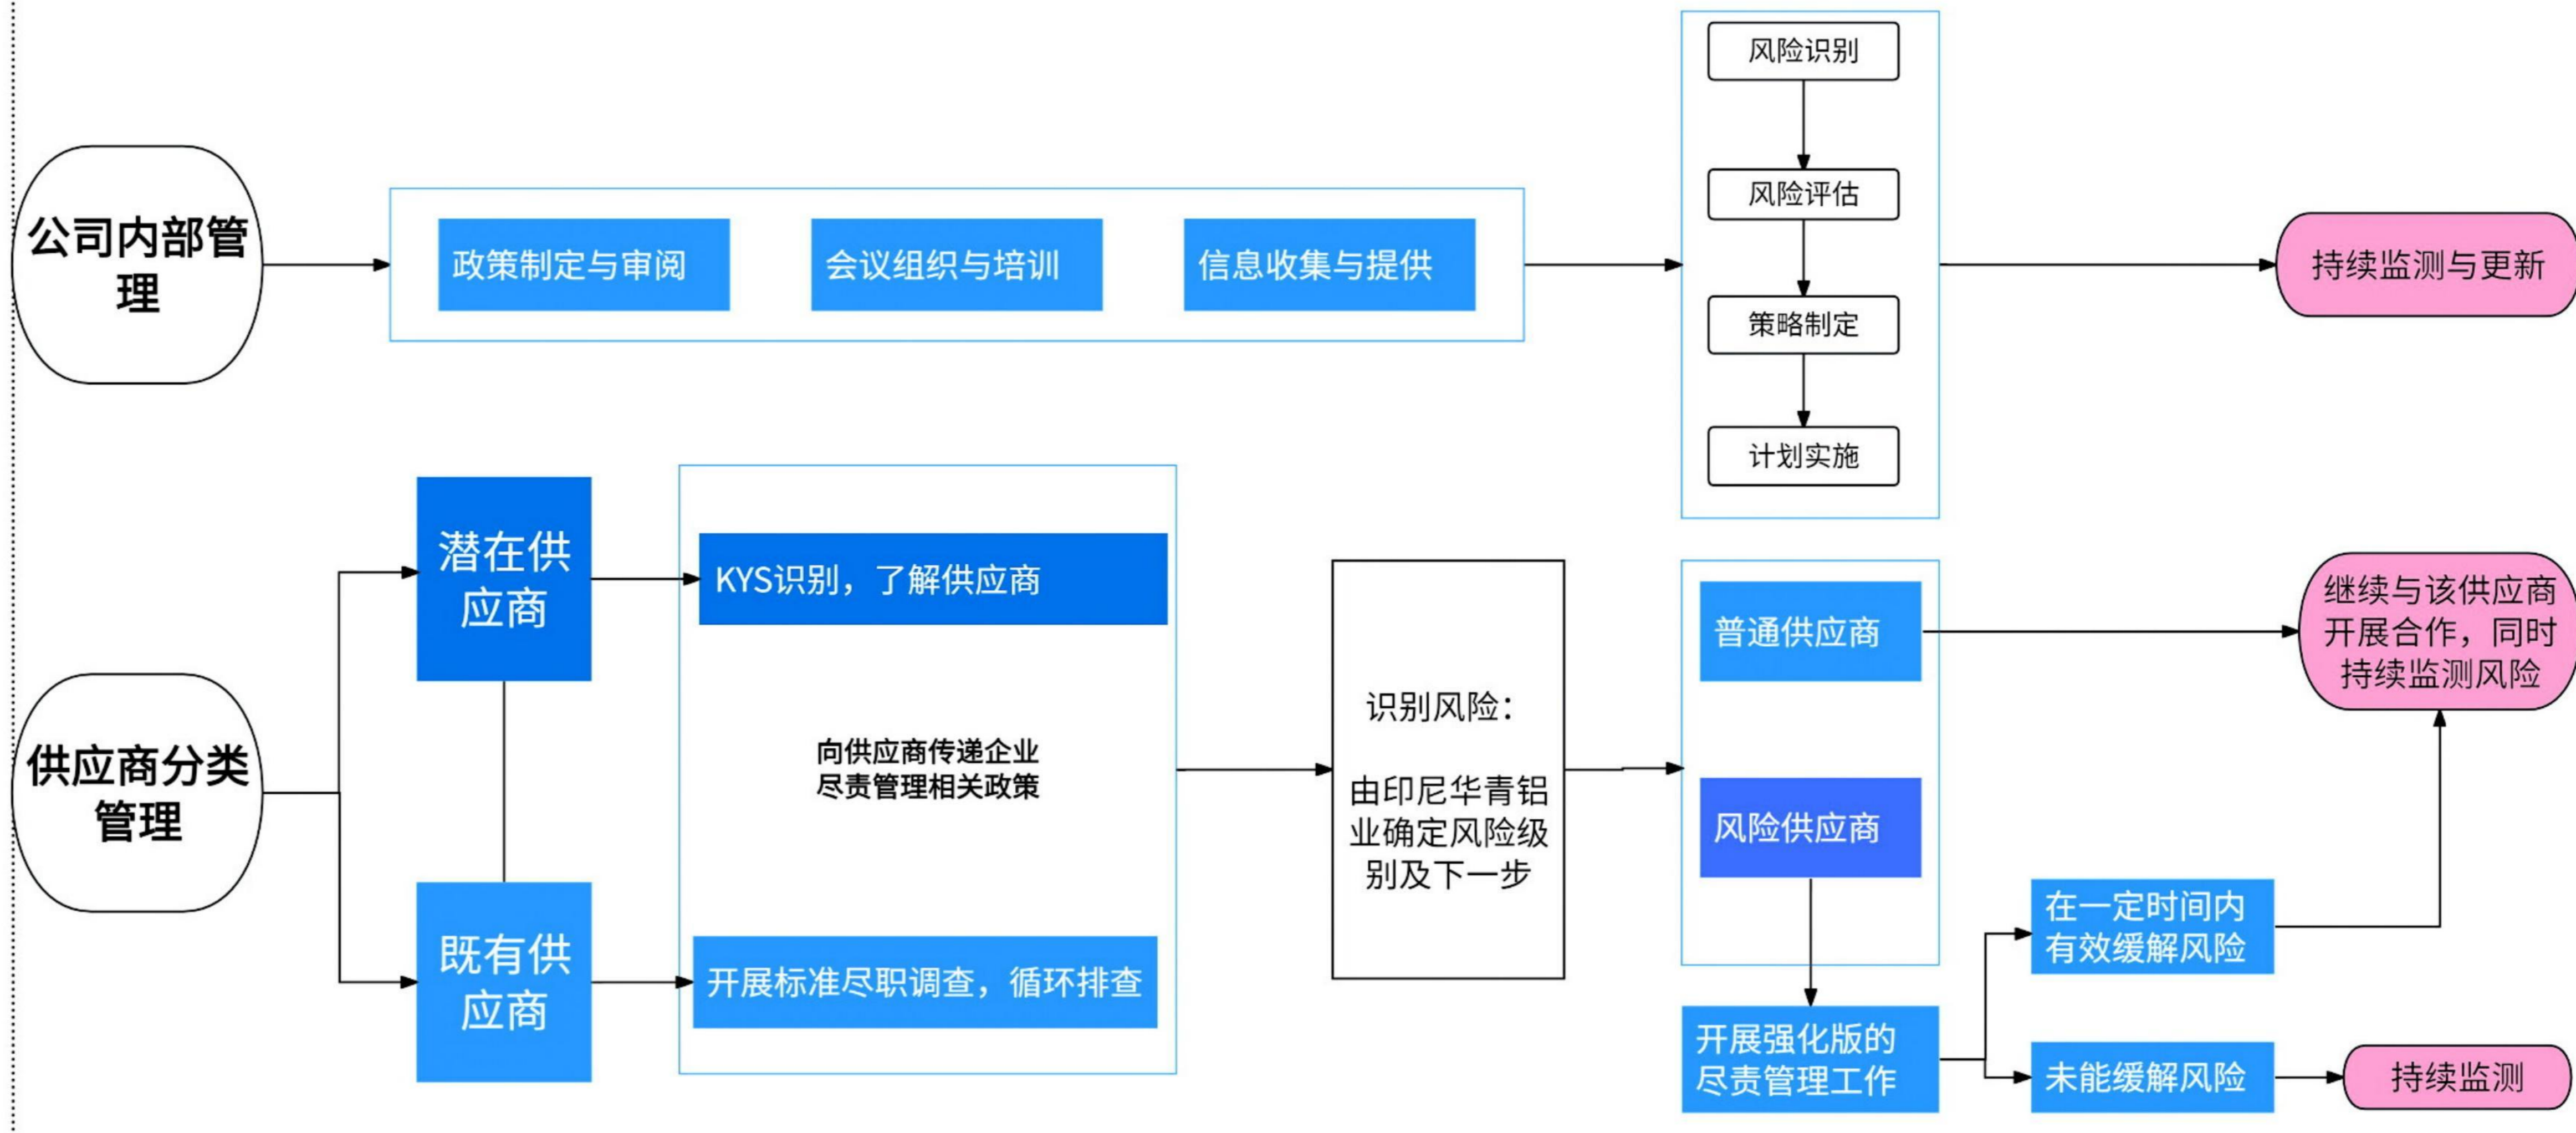 风险识别
风险评估
策略制定
计划实施
公司内部管
理
政策制定与审阅
会议组织与培训
信息收集与提供
持续监测与更新
供应商分类
管理
潜在供
应商
既有供
应商
KYS识别，了解供应商
向供应商传递企业
尽责管理相关政策
开展标准尽职调查，循环排查
识别风险：
由印尼华青铝
业确定风险级
别及下一步
普通供应商
风险供应商
继续与该供应商
开展合作，同时
持续监测风险
开展强化版的
尽责管理工作
在一定时间内
有效缓解风险
未能缓解风险
持续监测